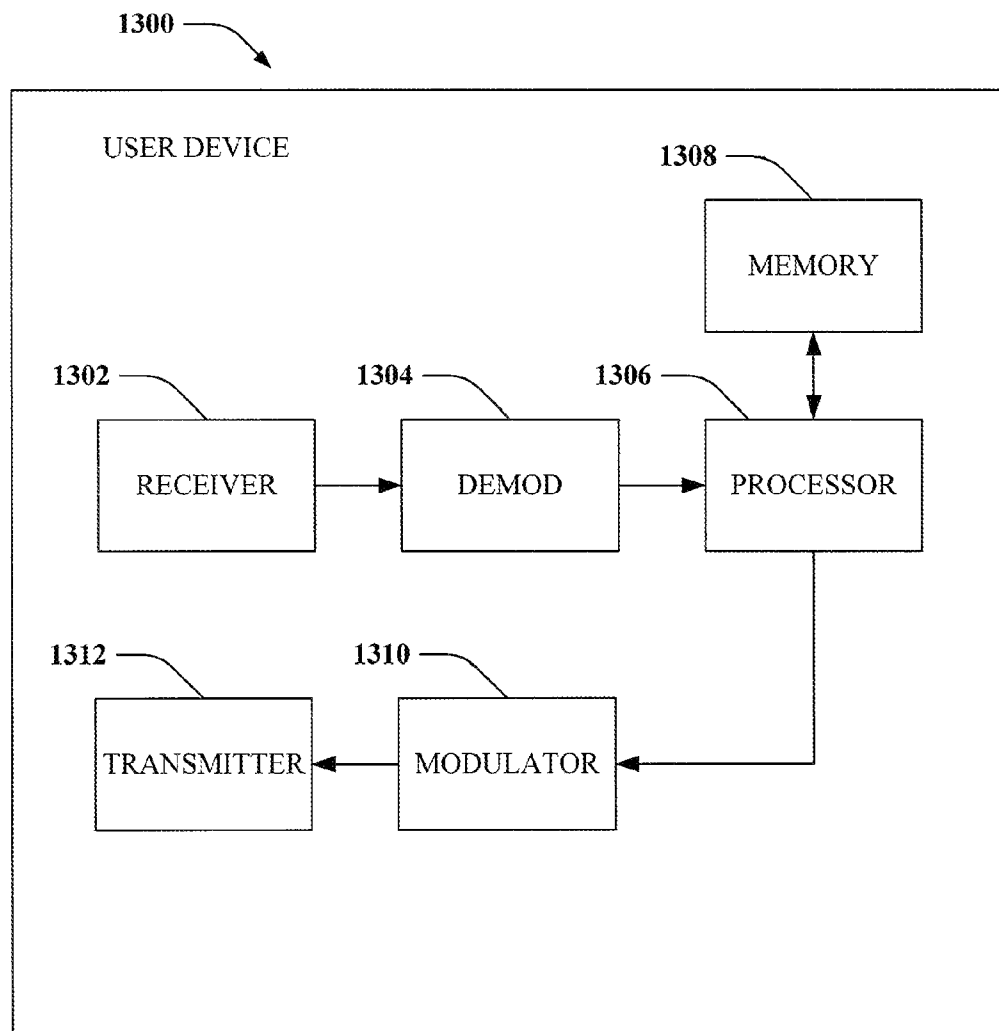 1300
USER DEVICE
1308
MEMORY
1302
1304
1306
RECEIVER
DEMOD
PROCESSOR
1312
1310
TRANSMITTER
MODULATOR